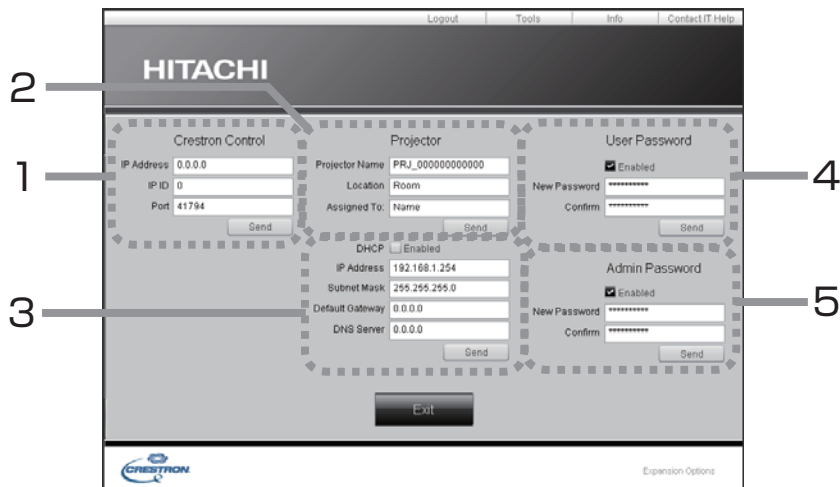 Logout Tools Info Contact IT Help
HITACHI
2
1
Crestron Control
IP Address 0.0.0.0
IP ID 0
Port 41794
Send
Projector
Projector Name PRJ_000000000000
Location Room
Assigned To: Name
Send
3
DHCP Enabled
IP Address 192.168.1.254
Subnet Mask 255.255.255.0
Default Gateway 0.0.0.0
DNS Server 0.0.0.0
Send
4
User Password
Enabled
New Password **********
Confirm **********
Send
5
Admin Password
Enabled
New Password **********
Confirm **********
Send
Exit
CRESTRON
Expansion Options